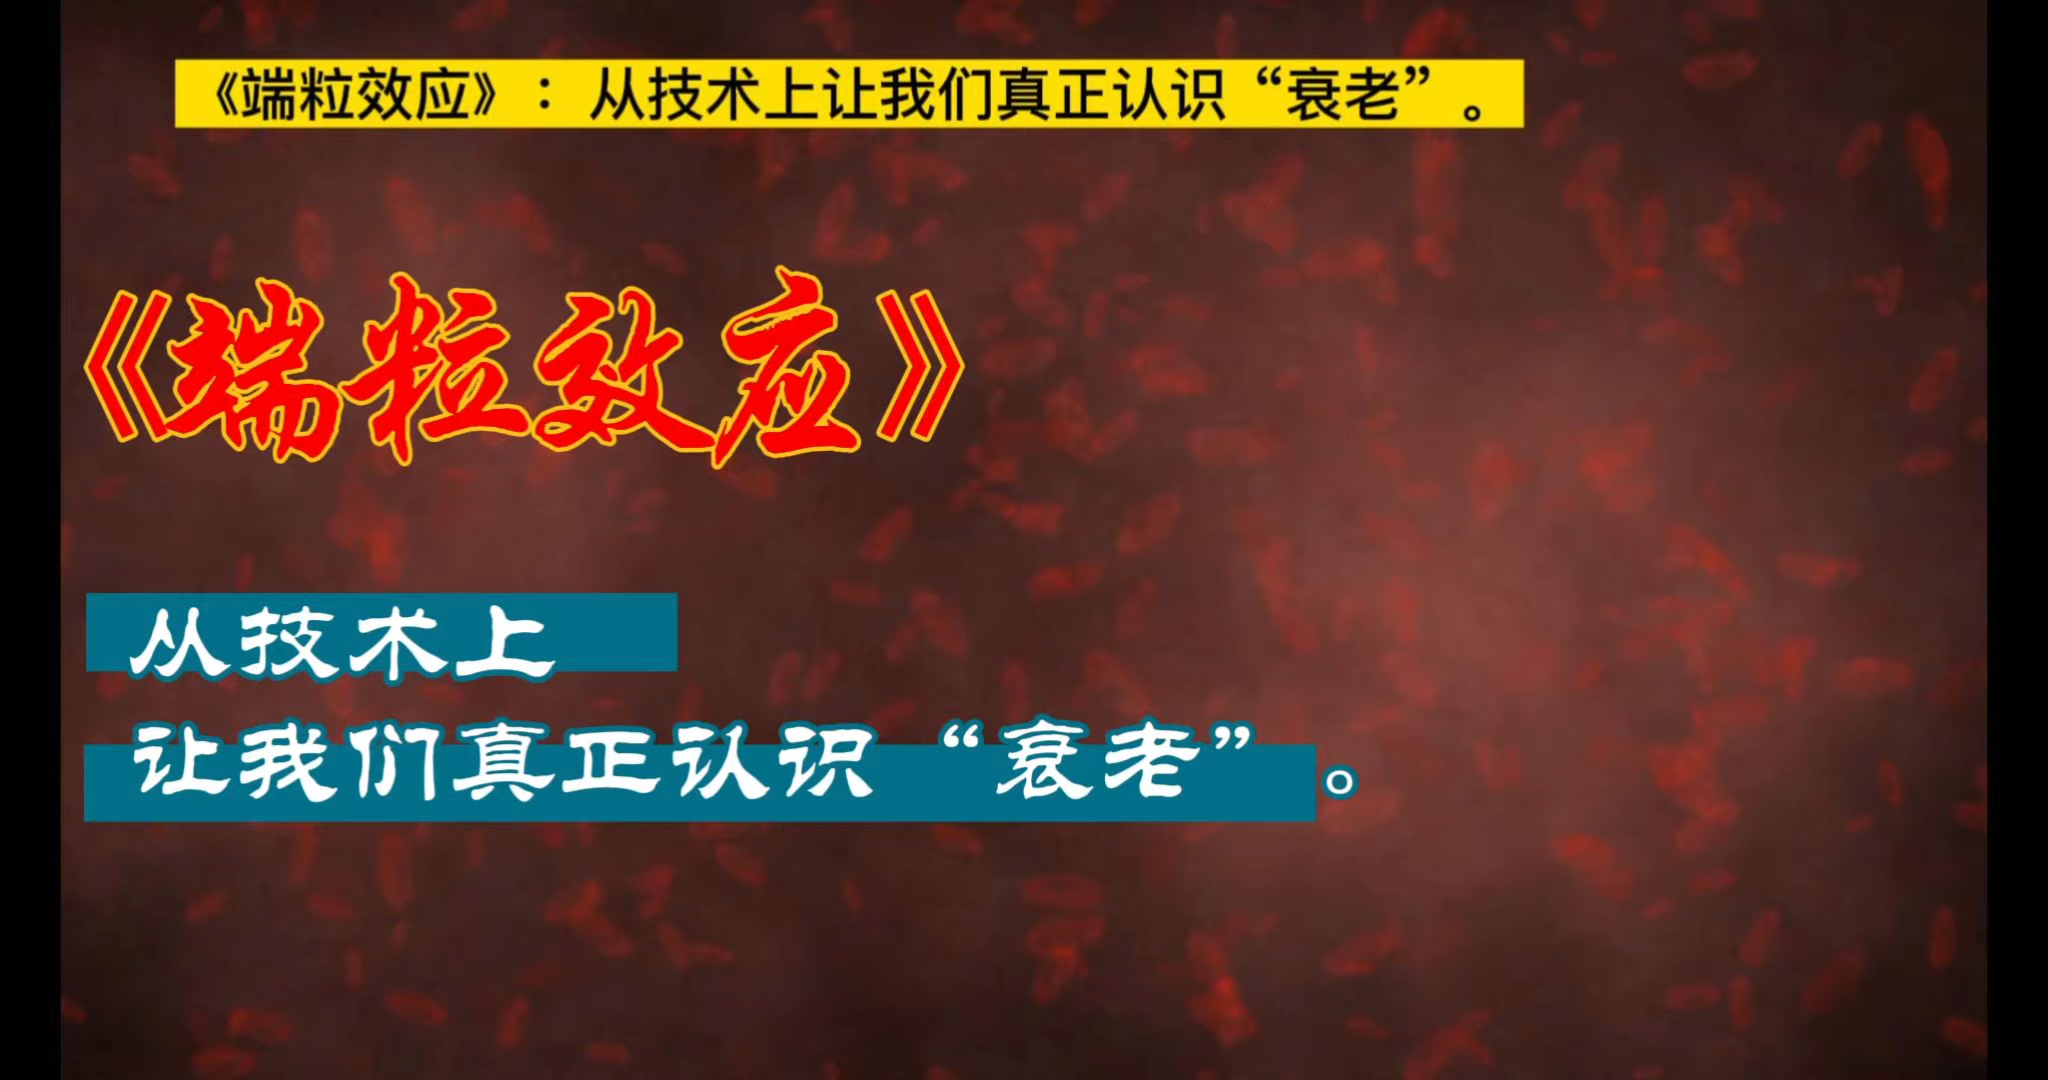 《端粒效应》：从技术上让我们真正认识“衰老”。
《端粒效应》
从技术上
让我们真正认识“衰老”。